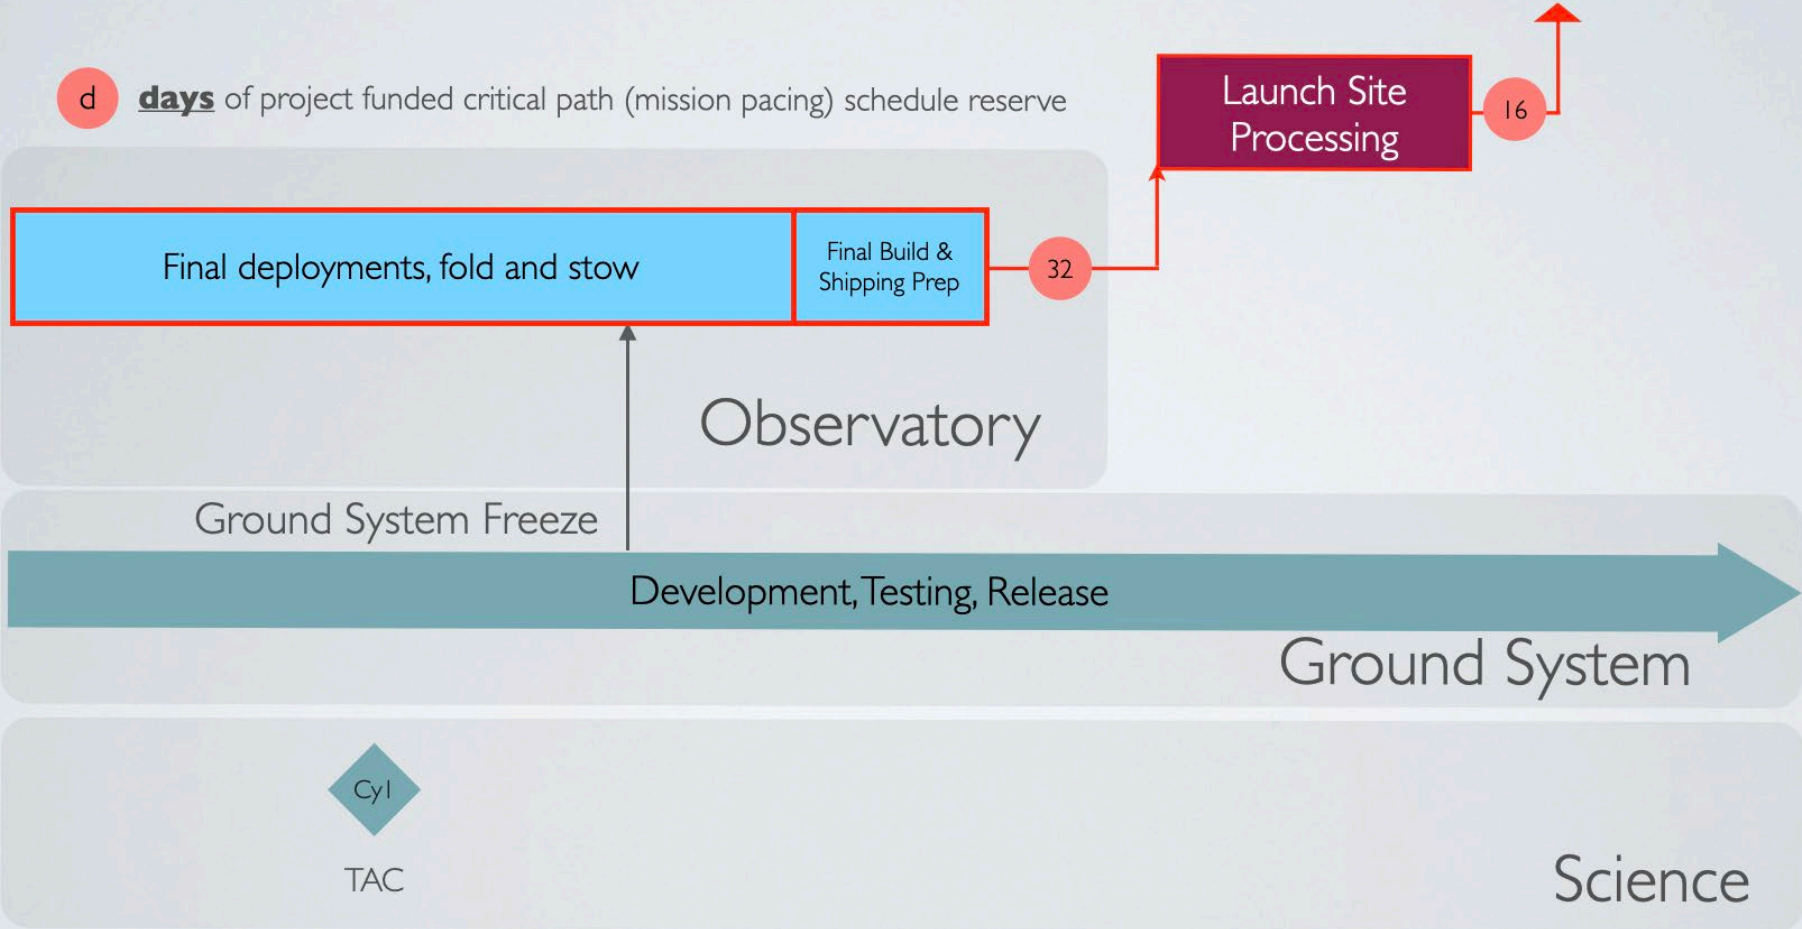 d days of project funded critical path (mission pacing) schedule reserve
Launch Site
Processing
16
Final deployments, fold and stow
Final Build &
Shipping Prep
32
Observatory
Ground System Freeze
Development, Testing, Release
Ground System
Cy1
TAC
Science